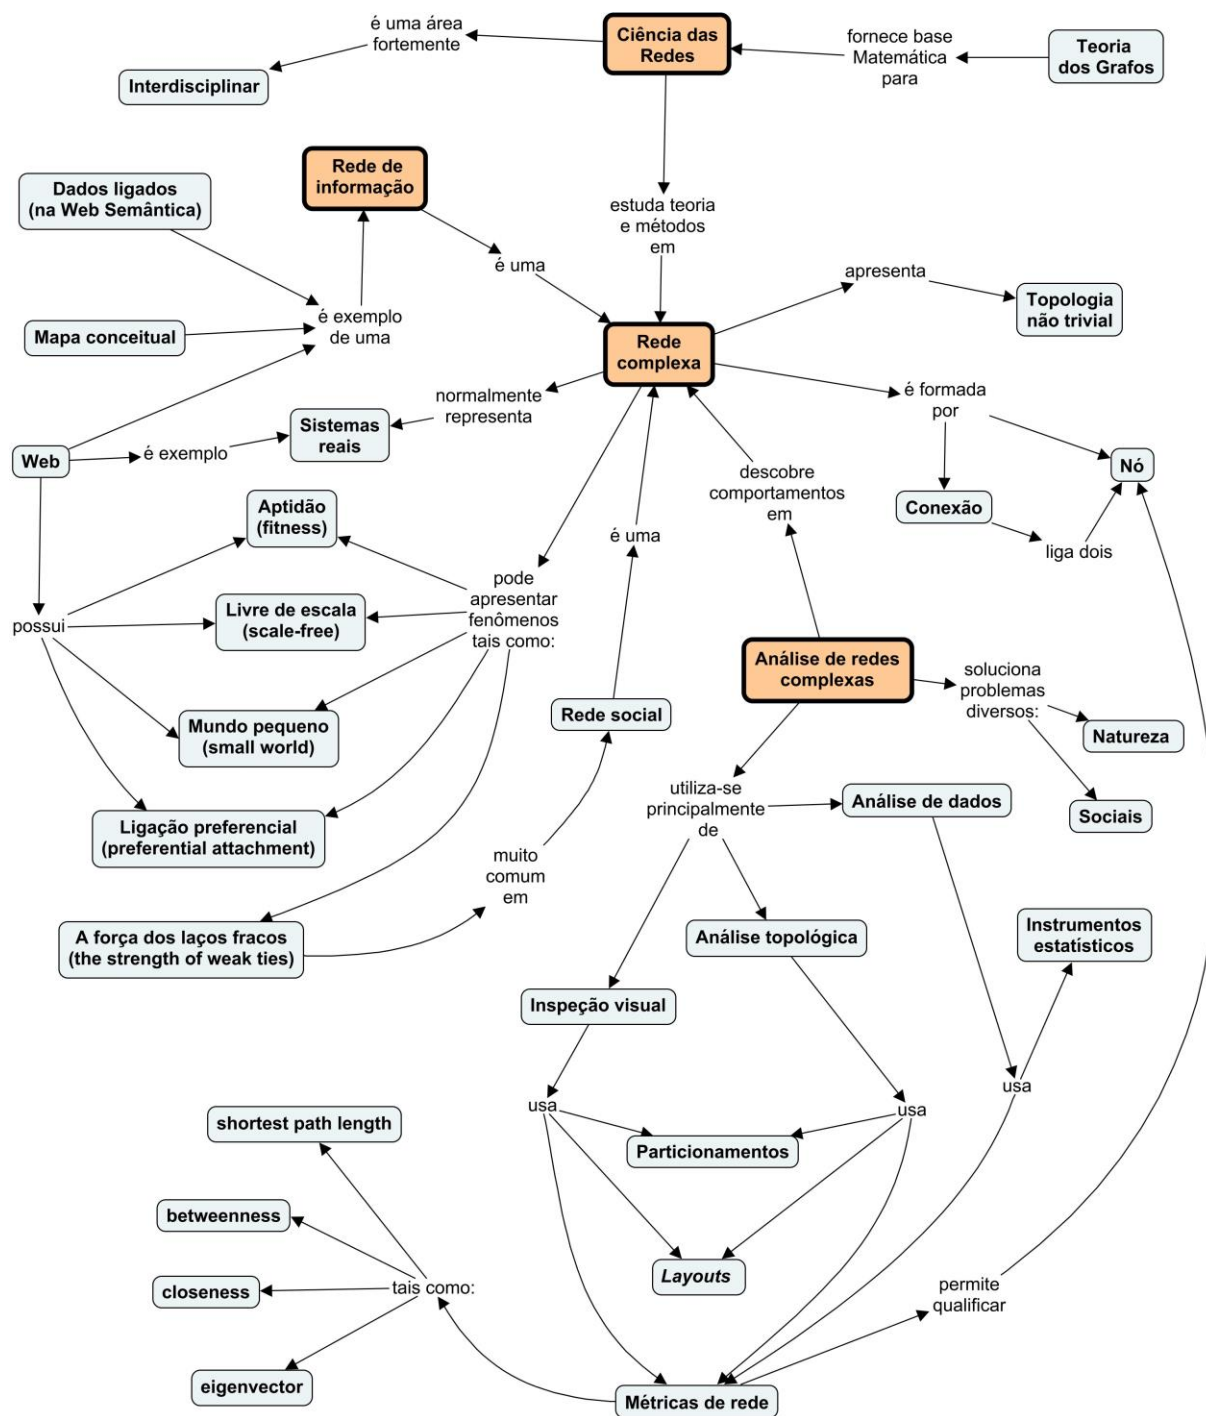 é uma área
fortemente
Ciência das
Redes
fornece base
Matemática
para
Teoria
dos Grafos
Interdisciplinar
Rede de
informação
Dados ligados
(na Web Semântica)
estuda teoria
e métodos
em
é uma
apresenta
Topologia
não trivial
é exemplo
de uma
Mapa conceitual
Rede
complexa
normalmente
representa
é formada
por
Sistemas
reais
Web
é exemplo
Nó
descobre
comportamentos
em
Conexão
liga dois
Aptidão
(fitness)
é uma
pode
apresentar
fenômenos
tais como:
Livre de escala
(scale-free)
possui
Análise de redes
complexas
soluciona
problemas
diversos:
Rede social
Mundo pequeno
(small world)
Natureza
utiliza-se
principalmente
de
Análise de dados
Sociais
Ligação preferencial
(preferential attachment)
muito
comum
em
A força dos laços fracos
(the strength of weak ties)
Análise topológica
Instrumentos
estatísticos
Inspeção visual
usa
usa
usa
shortest path length
Particionamentos
betweenness
Layouts
closeness
tais como:
permite
qualificar
eigenvector
Métricas de rede